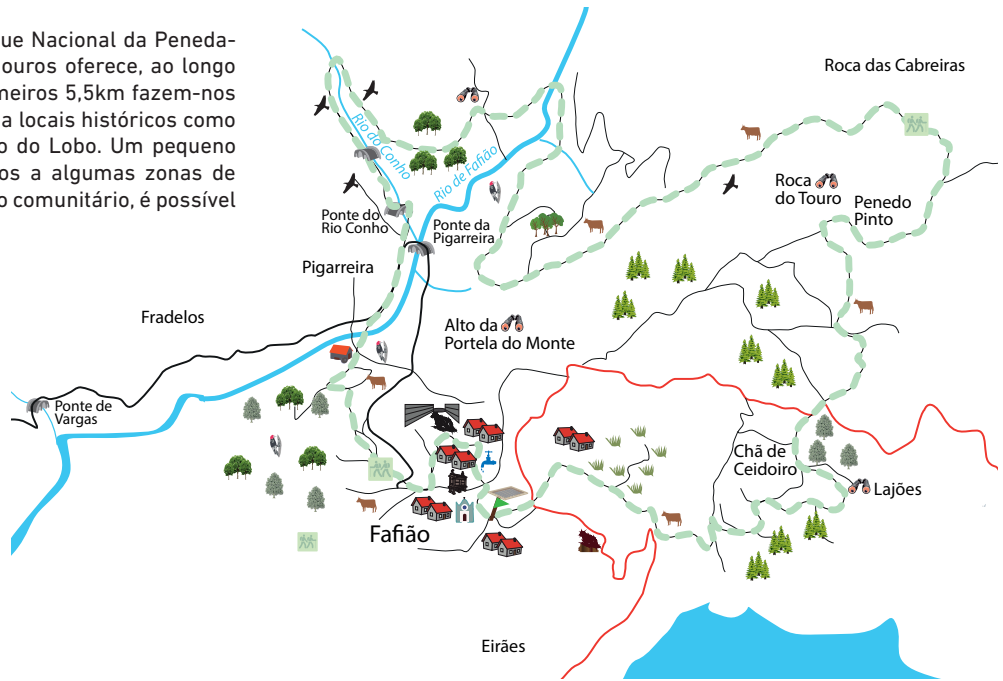 que Nacional da Peneda-
ouros oferece, ao longo
meiros 5,5km fazem-nos
a locais históricos como
o do Lobo. Um pequeno
os a algumas zonas de
o comunitário, é possível
Roca das Cabreiras
Rio do Conho
Rio de Fafião
Roca
do Touro
Penedo
Pinto
Ponte do
Rio Conho
Ponte da
Pigarreira
Pigarreira
Fradelos
Alto da
Portela do Monte
Ponte de
Vargas
Chã de
Ceidoiro
Lajões
Fafião
Eirães